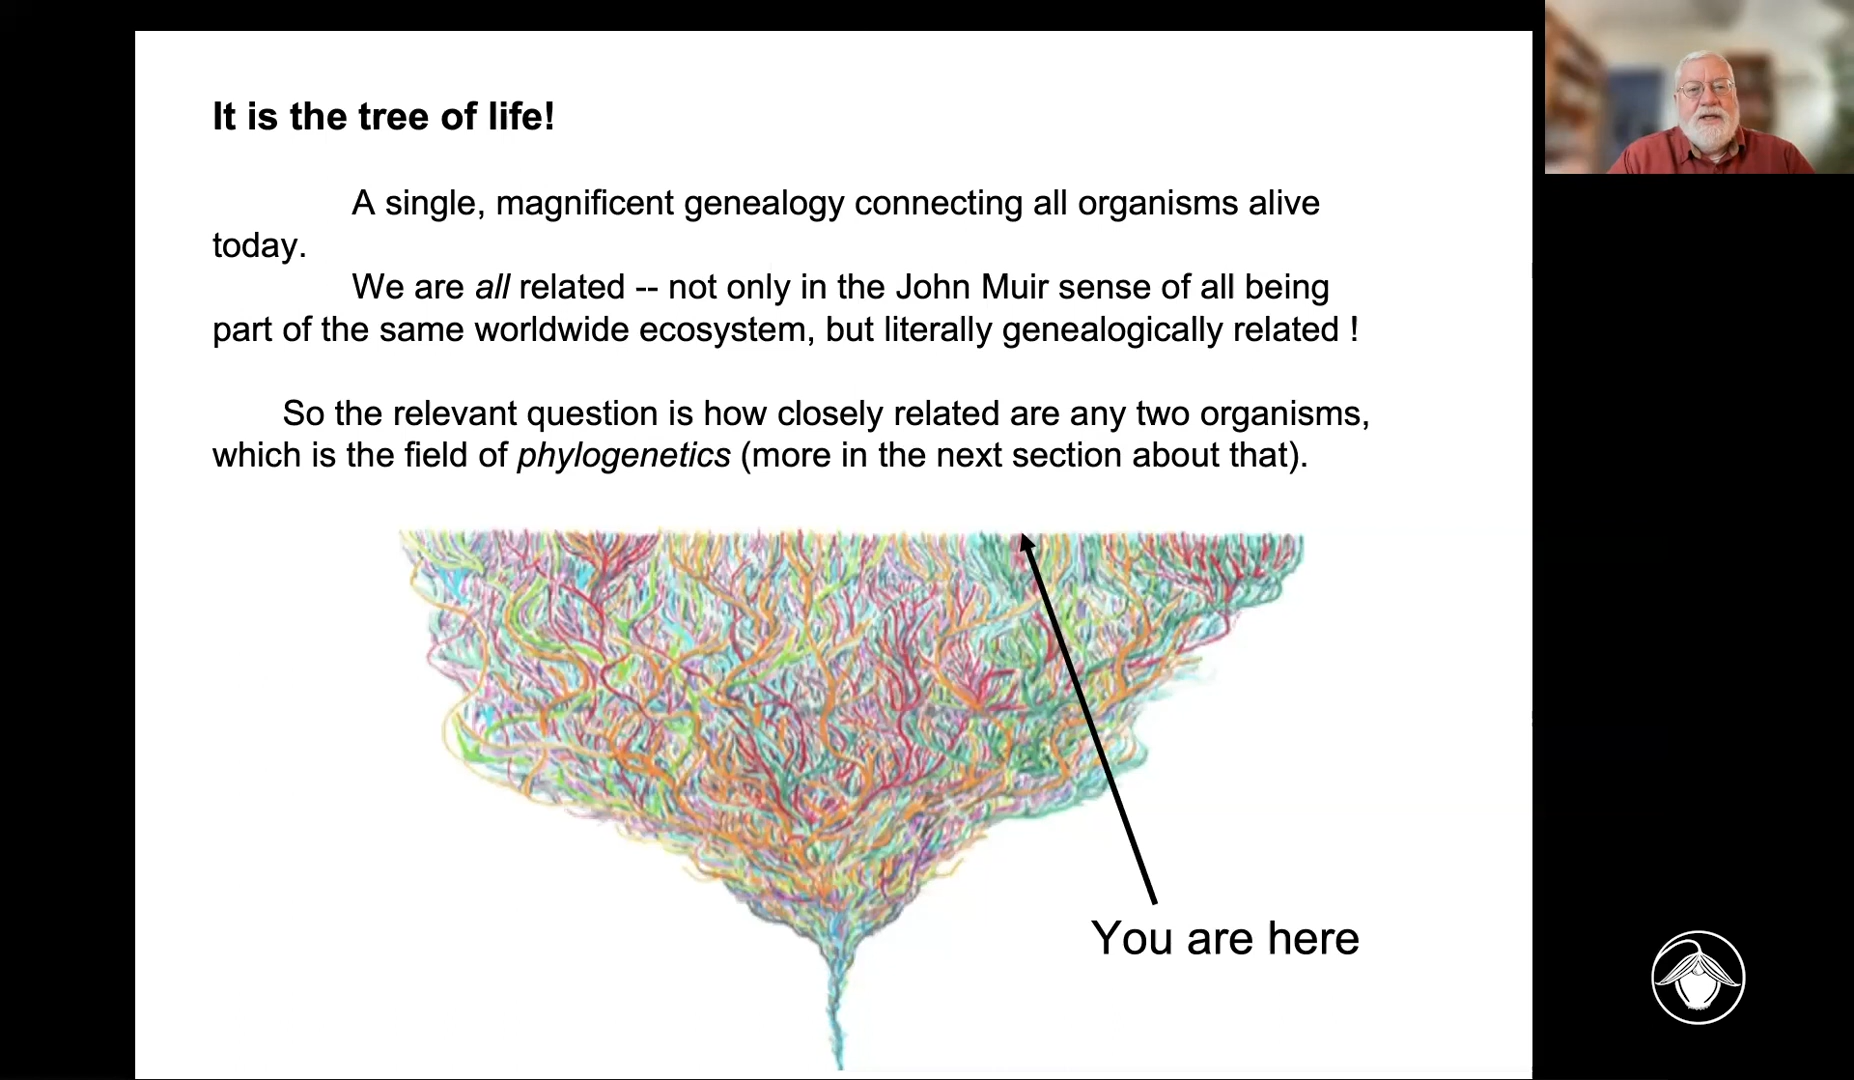 It is the tree of life!
A single, magnificent genealogy connecting all organisms alive
today.
We are all related -- not only in the John Muir sense of all being
part of the same worldwide ecosystem, but literally genealogically related !
So the relevant question is how closely related are any two organisms,
which is the field of phylogenetics (more in the next section about that).
You are here